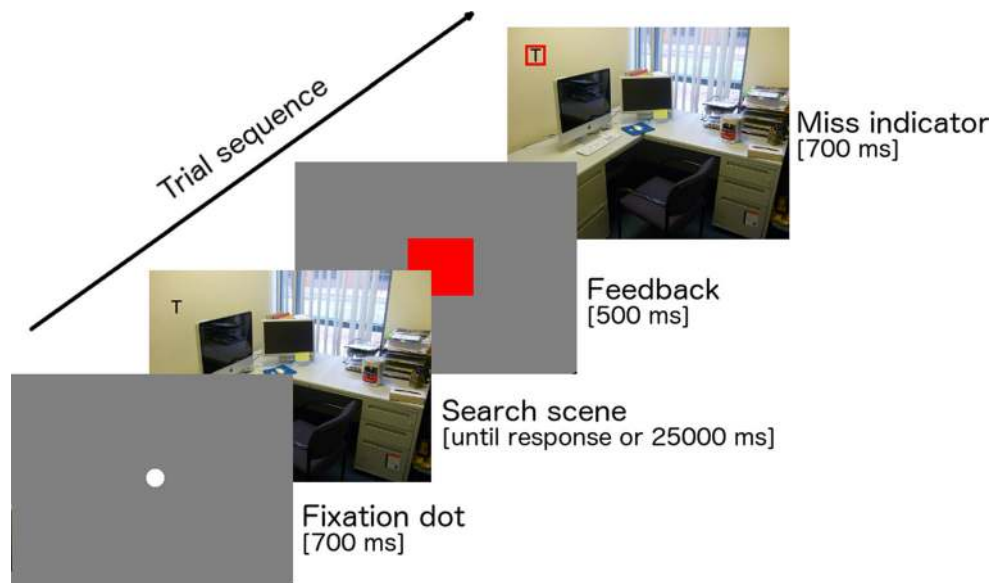 Trial sequence
T
Miss indicator
[700 ms]
Feedback
[500 ms]
T
Search scene
[until response or 25000 ms]
Fixation dot
[700 ms]